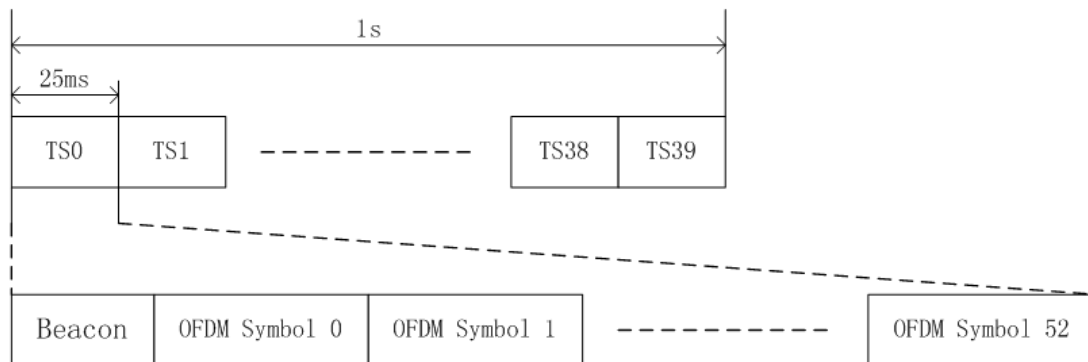 1s
25ms
TS0 TS1 TS38 TS39
Beacon OFDM Symbol 0 OFDM Symbol 1 OFDM Symbol 52